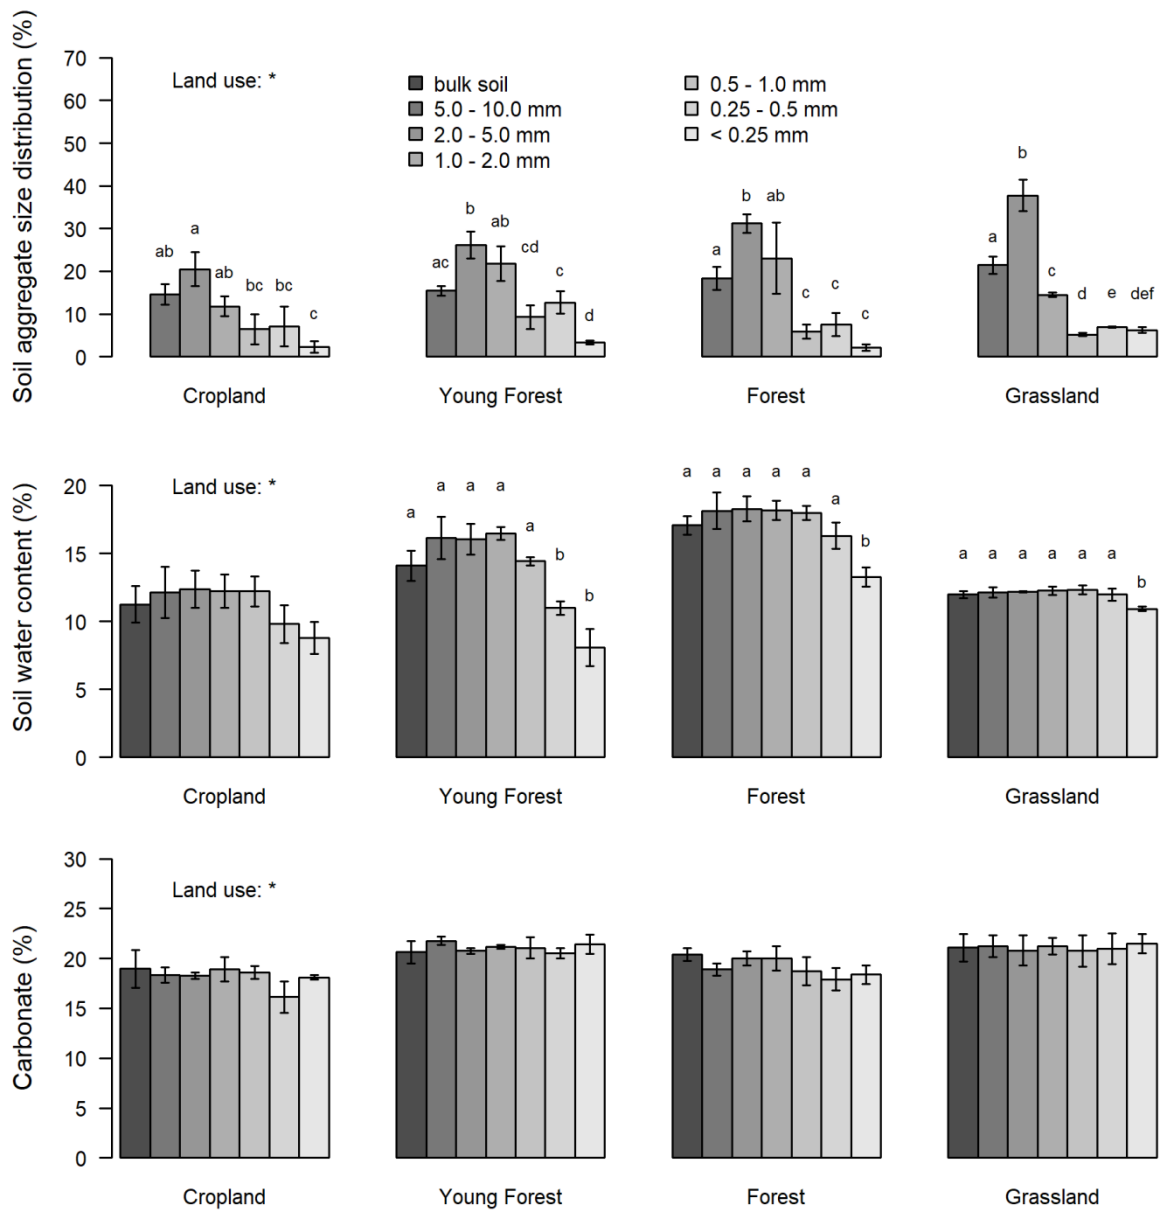 Soil aggregate size distribution (%)
70
60
50
40
30
20
10
0
Land use: *
bulk soil
5.0 - 10.0 mm
2.0 - 5.0 mm
1.0 - 2.0 mm
0.5 - 1.0 mm
0.25 - 0.5 mm
< 0.25 mm
ab a ab bc bc c
ac b ab cd c d
a b ab c c c
a b c d e def
Cropland Young Forest Forest Grassland
Soil water content (%)
20
15
10
5
0
Land use: *
a a a a a b b
a a a a a a b
a a a a a a b
Cropland Young Forest Forest Grassland
Carbonate (%)
30
25
20
15
10
5
0
Land use: *
Cropland Young Forest Forest Grassland